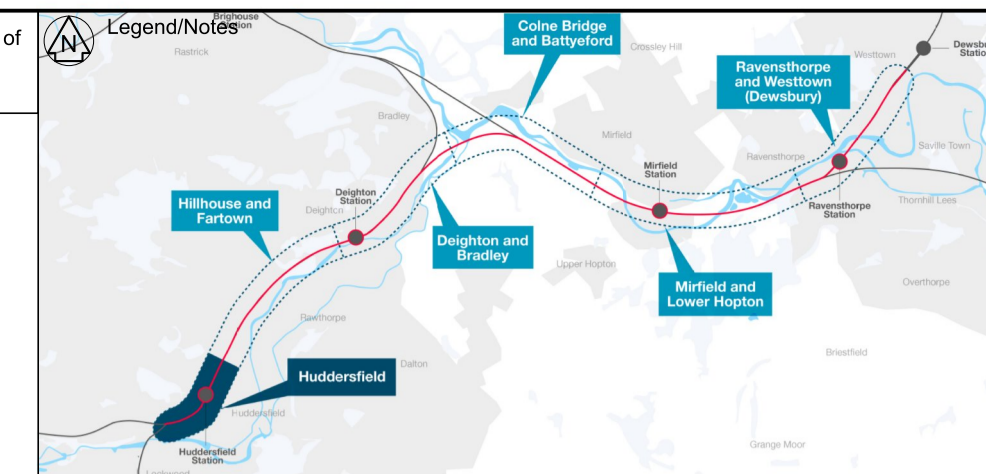 of
N
Legend/Notes
Brighouse
Station
Rastrick
Colne Bridge
and Battyeford
Crossley Hill
Westtown
Ravensthorpe
and Westtown
(Dewsbury)
Bradley
Mirfield
Ravensthorpe
Saville Town
Mirfield
Station
Deighton
Station
Deighton
Hillhouse and
Fartown
Thornhill Lees
Ravensthorpe
Station
Deighton and
Bradley
Upper Hopton
Mirfield and
Lower Hopton
Overthorpe
Rawthorpe
Briestfield
Dalton
Huddersfield
Huddersfield
Grange Moor
Huddersfield
Station